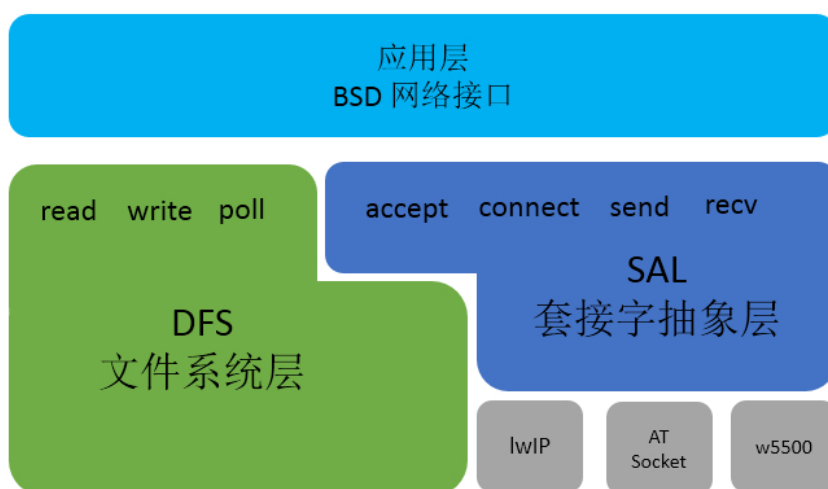 应用层
BSD 网络接口
read write poll
accept connect send recv
DFS
文件系统层
SAL
套接字抽象层
lwIP
AT
Socket
w5500